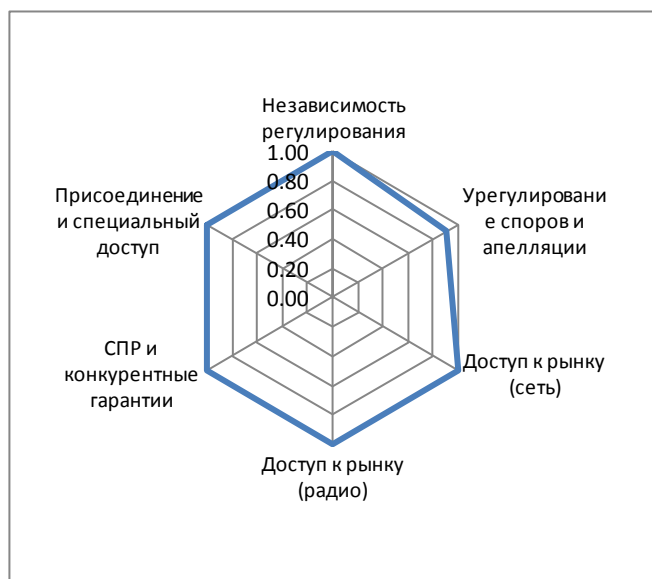 Независимость
регулирования
1.00
0.80
0.60
0.40
0.20
0.00
Урегулировани
е споров и
апелляции
Доступ к рынку
(сеть)
Доступ к рынку
(радио)
СПР и
конкурентные
гарантии
Присоединение
и специальный
доступ